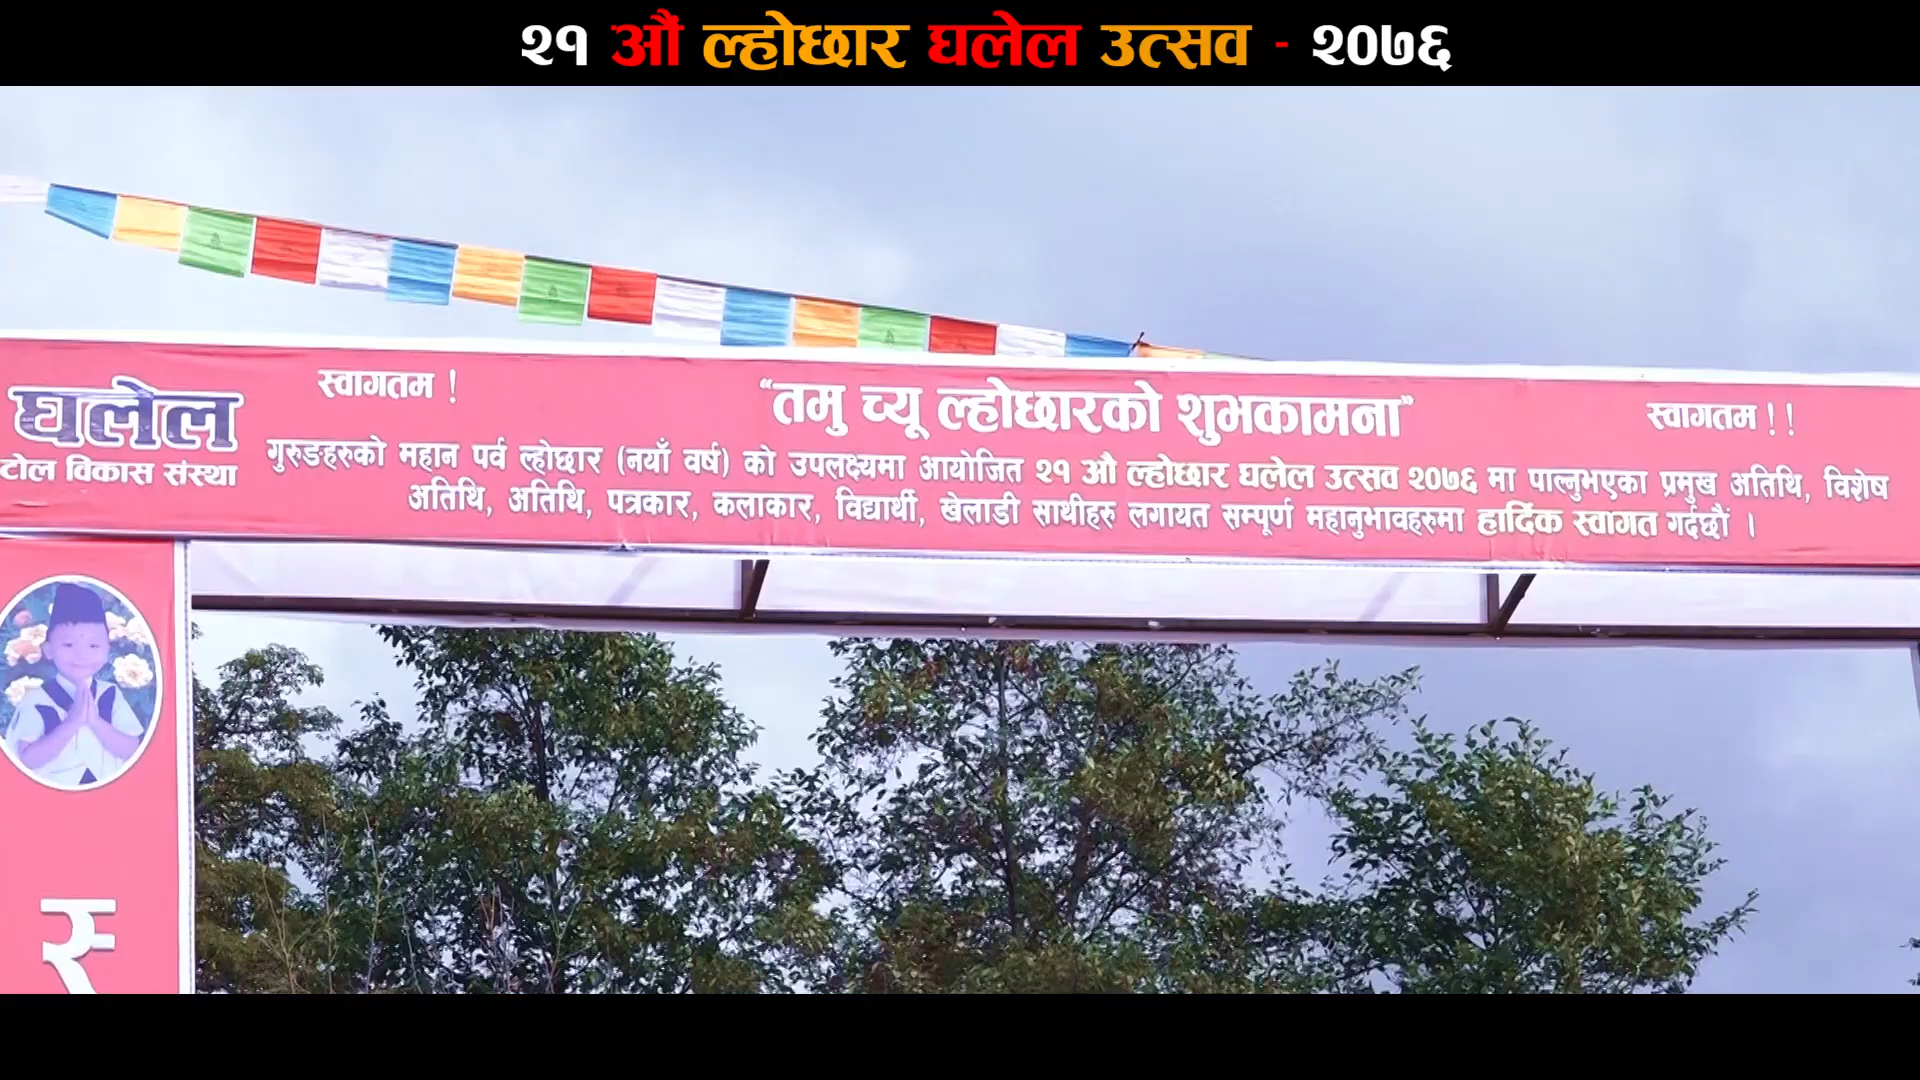 २१ औं ल्होछार घलेल उत्सव - २०७६
स्वागतम !
"तमु च्यू ल्होछारको शुभकामना"
स्वागतम !!
घलेल
टोल विकास संस्था
गुरुङहरुको महान पर्व ल्होछार (नयाँ वर्ष) को उपलक्ष्यमा आयोजित २१ औ ल्होछार घलेल उत्सव २०७६ मा पाल्नुभएका प्रमुख अतिथि, विशेष
अतिथि, अतिथि, पत्रकार, कलाकार, विद्यार्थी, खेलाडी साथीहरु लगायत सम्पूर्ण महानुभावहरुमा हार्दिक स्वागत गर्दछौं ।